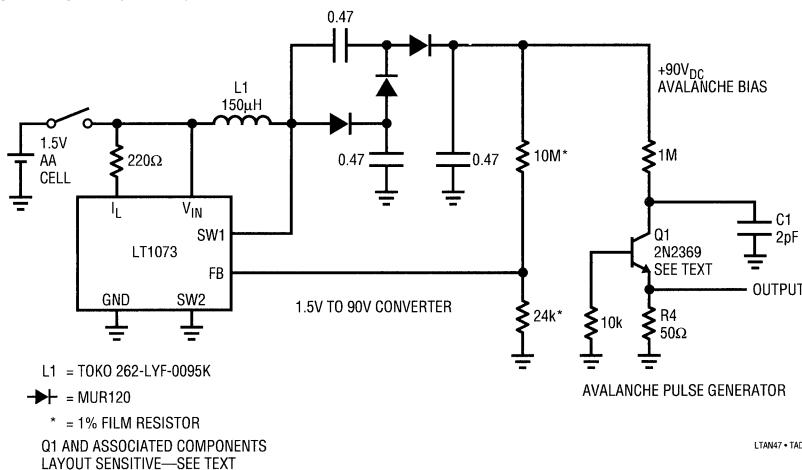 0.47
L1
150µH
+90VDC
AVALANCHE BIAS
1.5V
AA
CELL
220Ω
0.47
0.47
10M*
1M
IL
VIN
SW1
C1
2pF
Q1
2N2369
SEE TEXT
LT1073
FB
OUTPUT
GND
SW2
1.5V TO 90V CONVERTER
24k*
10k
R4
50Ω
L1 = TOKO 262-LYF-0095K
= MUR120
AVALANCHE PULSE GENERATOR
* = 1% FILM RESISTOR
Q1 AND ASSOCIATED COMPONENTS
LAYOUT SENSITIVE—SEE TEXT
LTAN47 • TAD